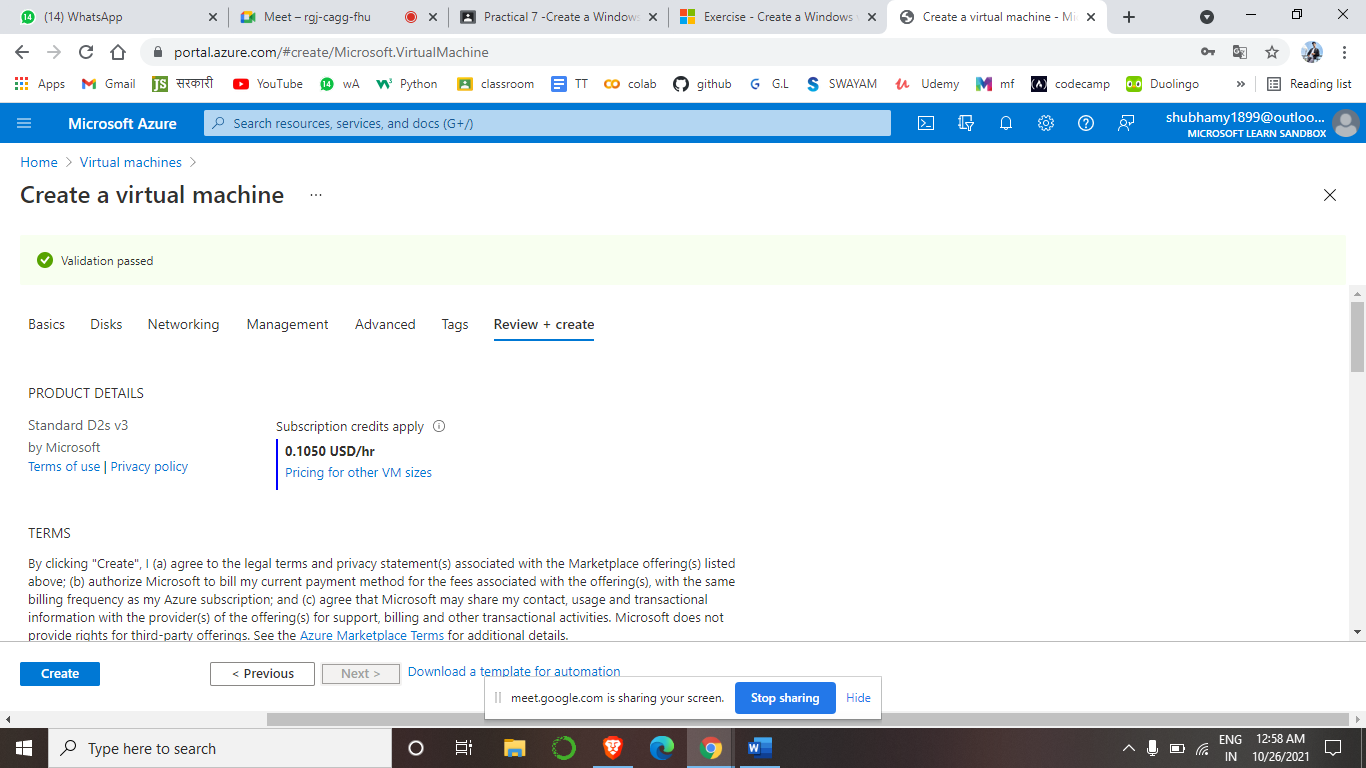 (14) WhatsApp
Meet – rgj-cagg-fhu
Practical 7 -Create a Windows
Exercise - Create a Windows
Create a virtual machine - Mi
portal.azure.com/#create/Microsoft.VirtualMachine
Apps
Gmail
सरकारी
YouTube
14 wA
Python
classroom
TT
colab
github
G.L
SWAYAM
Udemy
mf
codecamp
Duolingo
»
Reading list
Microsoft Azure
Search resources, services, and docs (G+/)
shubhamy1899@outloo...
MICROSOFT LEARN SANDBOX
Home > Virtual machines >
Create a virtual machine ...
Validation passed
Basics
Disks
Networking
Management
Advanced
Tags
Review + create
PRODUCT DETAILS
Standard D2s v3
by Microsoft
Terms of use | Privacy policy
Subscription credits apply
0.1050 USD/hr
Pricing for other VM sizes
TERMS
By clicking "Create", I (a) agree to the legal terms and privacy statement(s) associated with the Marketplace offering(s) listed
above; (b) authorize Microsoft to bill my current payment method for the fees associated with the offering(s), with the same
billing frequency as my Azure subscription; and (c) agree that Microsoft may share my contact, usage and transactional
information with the provider(s) of the offering(s) for support, billing and other transactional activities. Microsoft does not
provide rights for third-party offerings. See the Azure Marketplace Terms for additional details.
Create
< Previous
Next >
Download a template for automation
meet.google.com is sharing your screen.
Stop sharing
Hide
Type here to search
ENG
IN
12:58 AM
10/26/2021